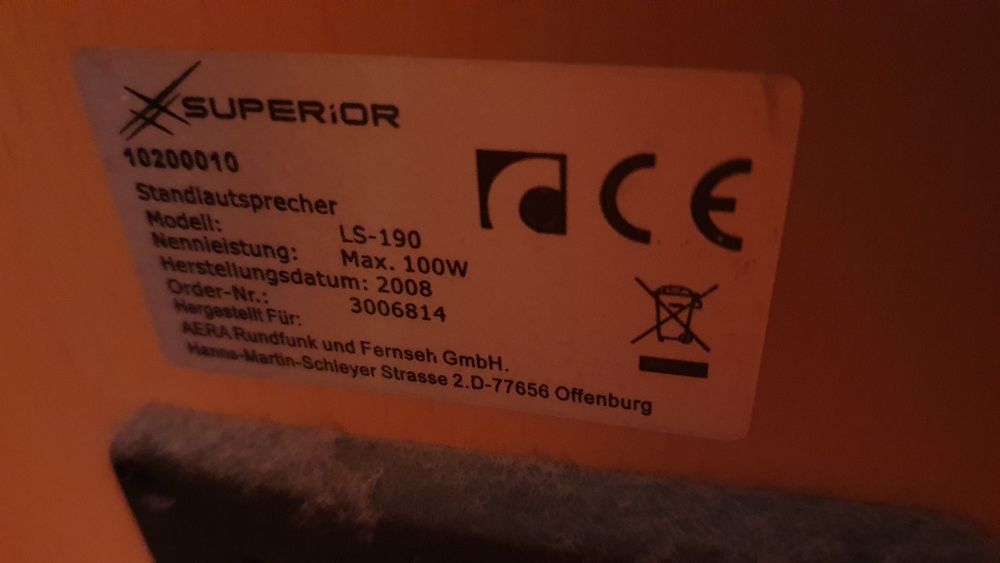 SUPERiOR
10200010
Standlautsprecher
Modell: LS-190
Nennleistung: Max. 100W
Herstellungsdatum: 2008
Order-Nr.: 3006814
Hargestellt Für:
AERA Rundfunk und Fernseh GmbH.
Hanns-Martin-Schleyer Strasse 2.D-77656 Offenburg
CE